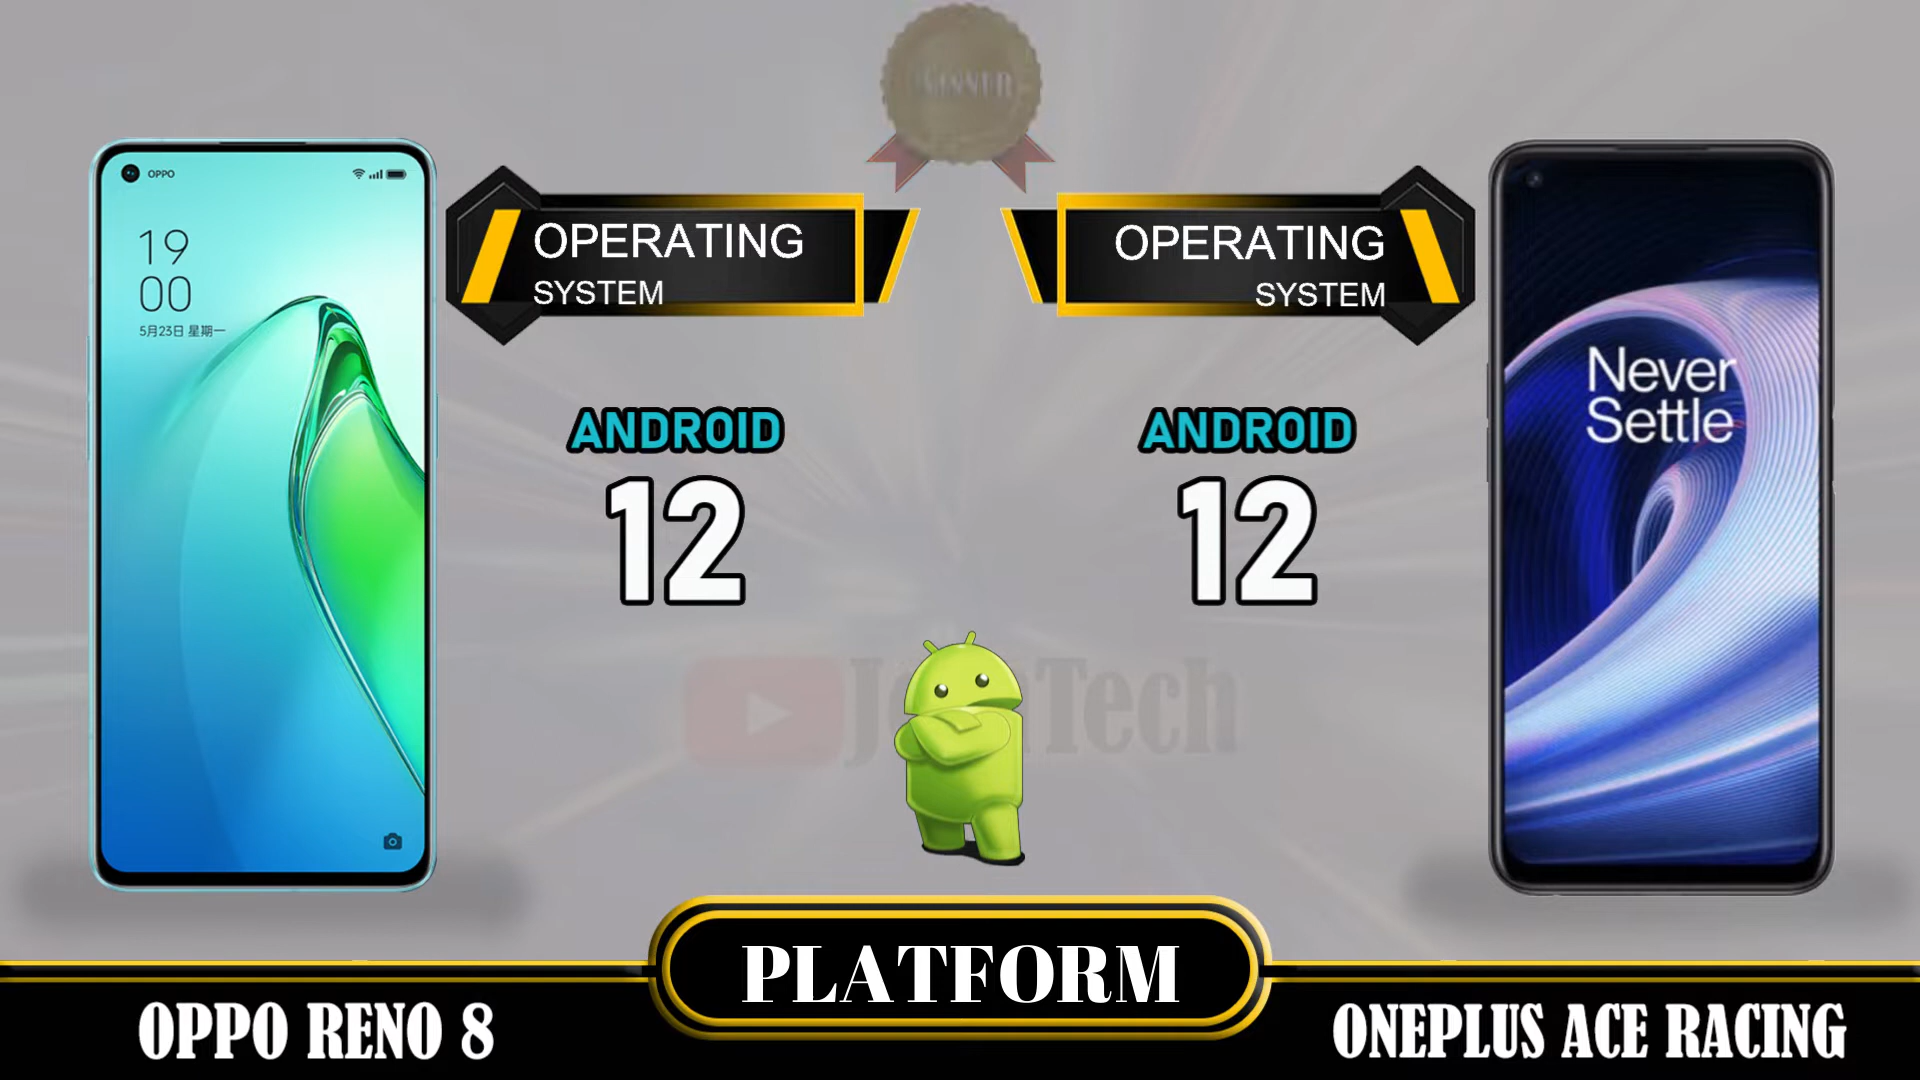 WINNER
OPPO
19
00
5月23日 星期一
OPERATING
SYSTEM
ANDROID
12
OPERATING
SYSTEM
ANDROID
12
Never
Settle
PLATFORM
OPPO RENO 8
ONEPLUS ACE RACING